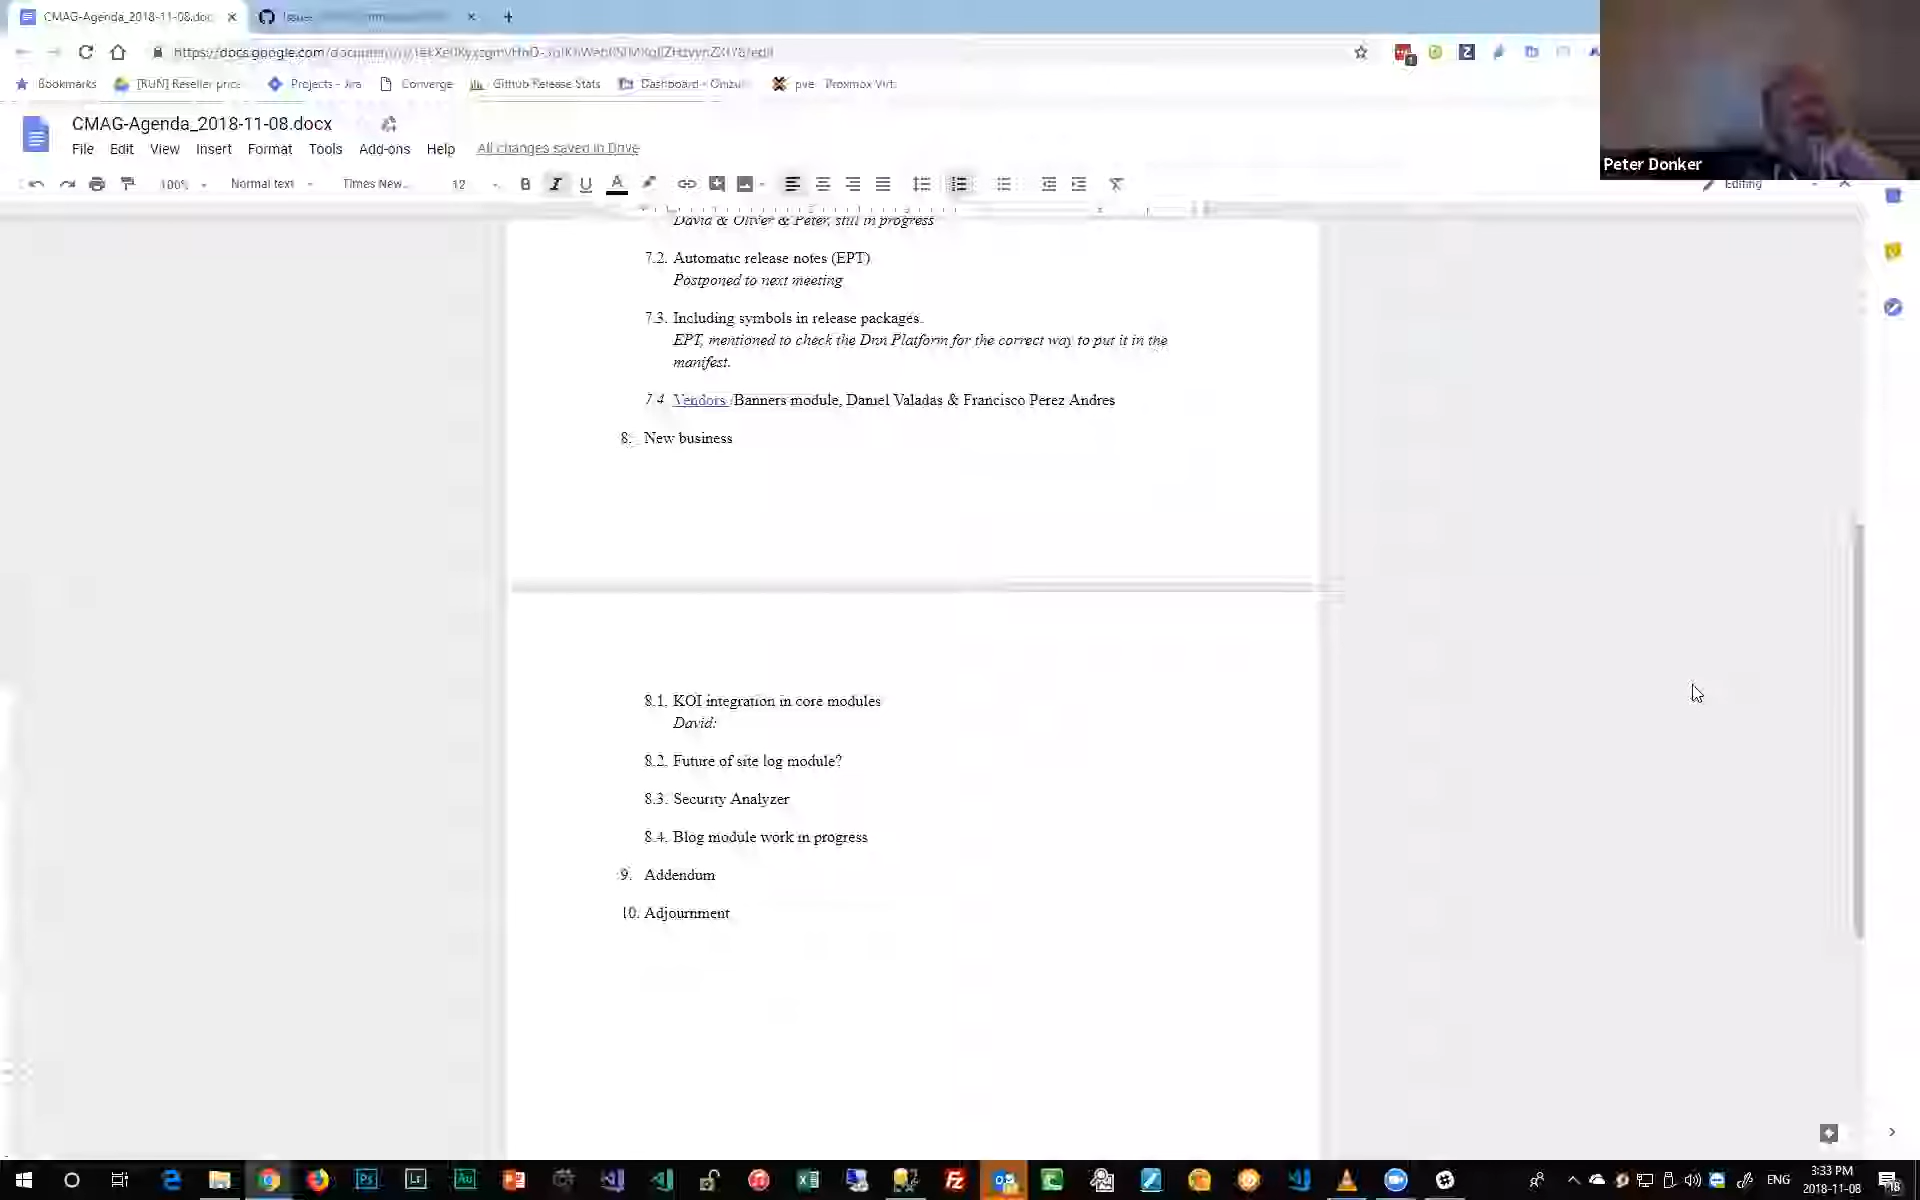 CMAG-Agenda_2018-11-08.doc
Bookmarks
Projects - Jira
Converge
Github Release Stats
Dashboard -
pve
Proxmox Virt
CMAG-Agenda_2018-11-08.docx
File Edit View Insert Format Tools Add-ons Help All changes saved in Drive
Peter Donker
100% Normal text Times New... 12
Editing
David & Oliver & Peter, still in progress
7.2. Automatic release notes (EPT)
Postponed to next meeting
7.3. Including symbols in release packages.
EPT, mentioned to check the Dnn Platform for the correct way to put it in the
manifest.
7.4 Vendors /Banners module, Daniel Valadas & Francisco Perez Andres
8. New business
8.1. KOI integration in core modules
David:
8.2. Future of site log module?
8.3. Security Analyzer
8.4. Blog module work in progress
9. Addendum
10. Adjournment
ENG
3:33 PM
2018-11-08